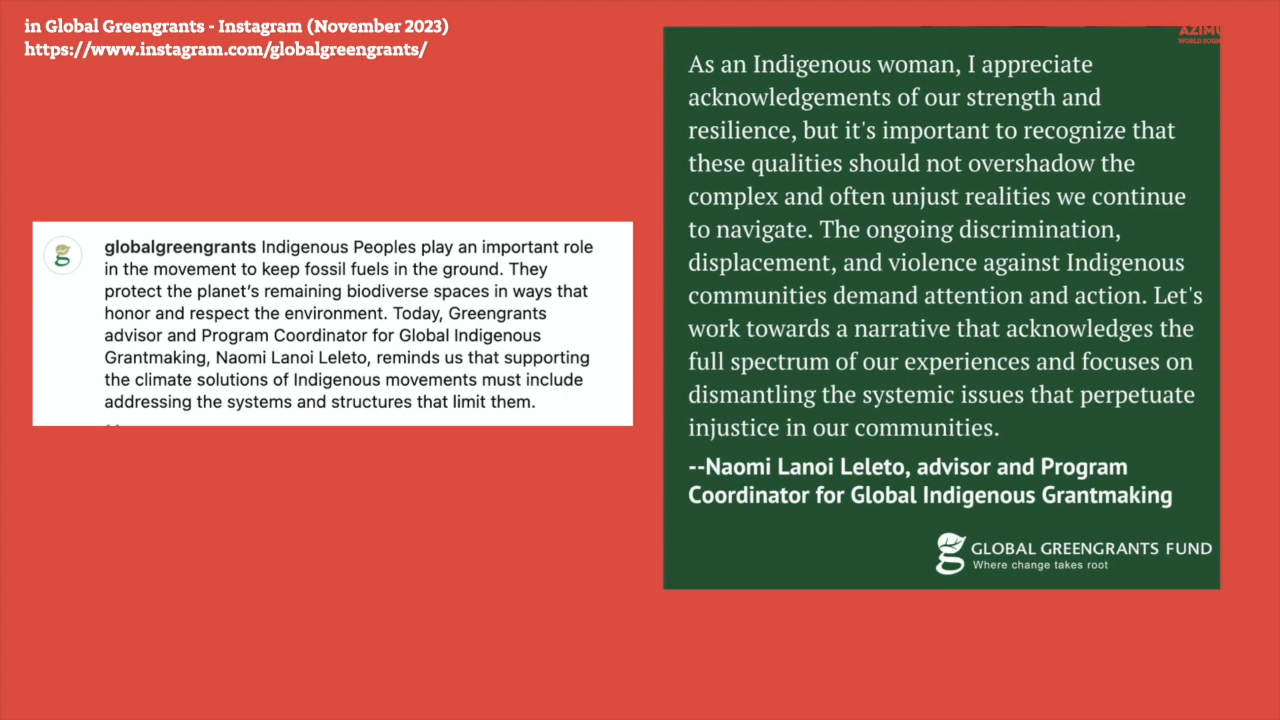 in Global Greengrants - Instagram (November 2023)
https://www.instagram.com/globalgreengrants/
globalgreengrants Indigenous Peoples play an important role
in the movement to keep fossil fuels in the ground. They
protect the planet's remaining biodiverse spaces in ways that
honor and respect the environment. Today, Greengrants
advisor and Program Coordinator for Global Indigenous
Grantmaking, Naomi Lanoi Leleto, reminds us that supporting
the climate solutions of Indigenous movements must include
addressing the systems and structures that limit them.
As an Indigenous woman, I appreciate
acknowledgements of our strength and
resilience, but it's important to recognize that
these qualities should not overshadow the
complex and often unjust realities we continue
to navigate. The ongoing discrimination,
displacement, and violence against Indigenous
communities demand attention and action. Let's
work towards a narrative that acknowledges the
full spectrum of our experiences and focuses on
dismantling the systemic issues that perpetuate
injustice in our communities.
--Naomi Lanoi Leleto, advisor and Program
Coordinator for Global Indigenous Grantmaking
GLOBAL GREENGRANTS FUND
Where change takes root
WORLD